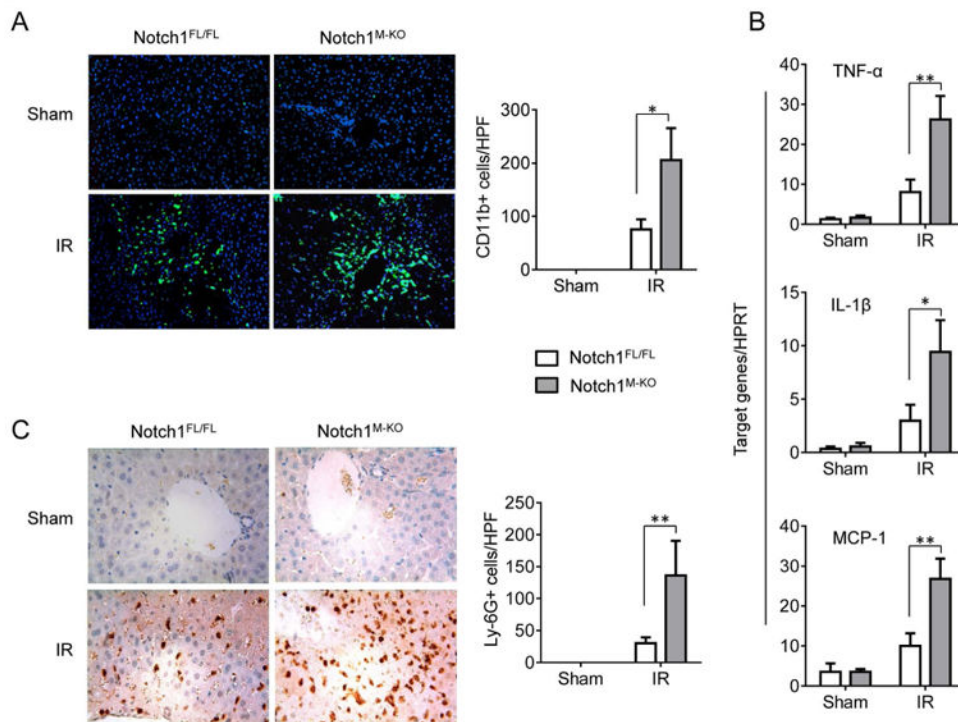 A
Notch1FL/FL
Notch1M-KO
Sham
IR
CD11b+ cells/HPF
300
200
100
0
*
Sham
IR
Notch1FL/FL
Notch1M-KO
B
Target genes/HPRT
TNF-α
40
30
20
10
0
**
Sham
IR
IL-1β
15
10
5
0
*
Sham
IR
MCP-1
40
30
20
10
0
**
Sham
IR
C
Notch1FL/FL
Notch1M-KO
Sham
IR
Ly-6G+ cells/HPF
250
200
150
100
50
0
**
Sham
IR